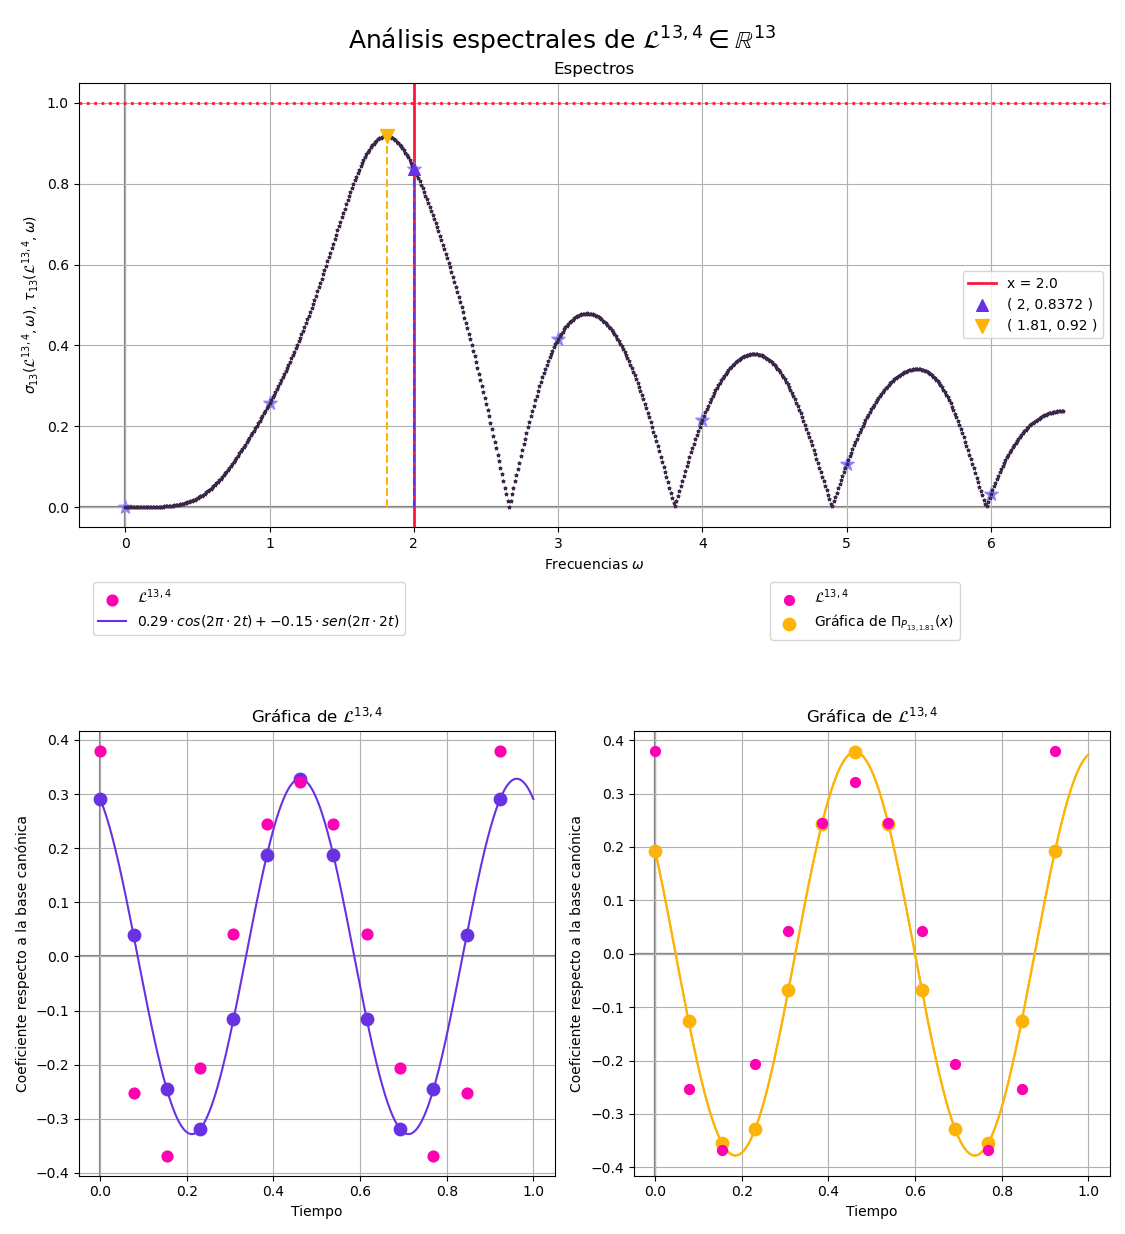 Análisis espectrales de ℒ^{13,4} ∈ ℝ^{13}
Espectros
1.0
0.8
0.6
0.4
0.2
0.0
σ_{13}(ℒ^{13,4}, ω), τ_{13}(ℒ^{13,4}, ω)
x = 2.0
( 2, 0.8372 )
( 1.81, 0.92 )
0 1 2 3 4 5 6
Frecuencias ω
ℒ^{13,4}
0.29 · cos(2π · 2t) + −0.15 · sen(2π · 2t)
ℒ^{13,4}
Gráfica de Π_{P_{13,1.81}}(x)
Gráfica de ℒ^{13,4}
0.4
0.3
0.2
0.1
0.0
−0.1
−0.2
−0.3
−0.4
Coeficiente respecto a la base canónica
0.0 0.2 0.4 0.6 0.8 1.0
Tiempo
Gráfica de ℒ^{13,4}
0.4
0.3
0.2
0.1
0.0
−0.1
−0.2
−0.3
−0.4
Coeficiente respecto a la base canónica
0.0 0.2 0.4 0.6 0.8 1.0
Tiempo